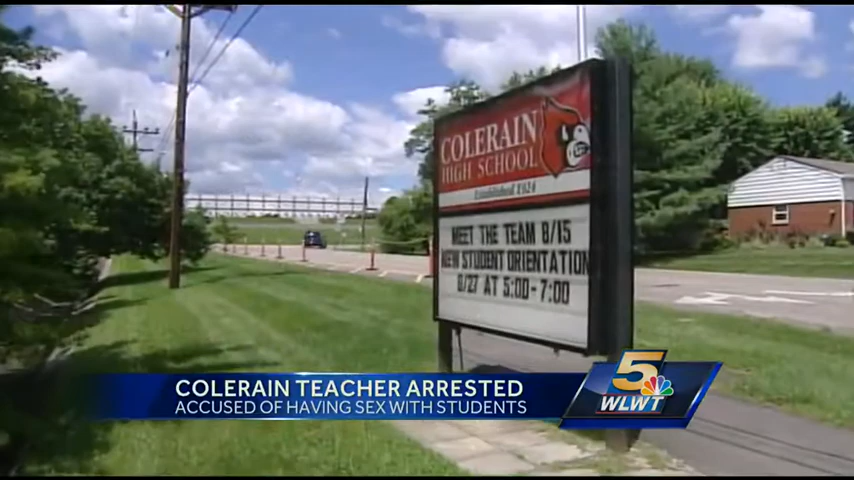 COLERAIN
HIGH SCHOOL
Established 1924
MEET THE TEAM 8/15
NEW STUDENT ORIENTATION
8/27 AT 5:00-7:00
COLERAIN TEACHER ARRESTED
ACCUSED OF HAVING SEX WITH STUDENTS
5
WLWT